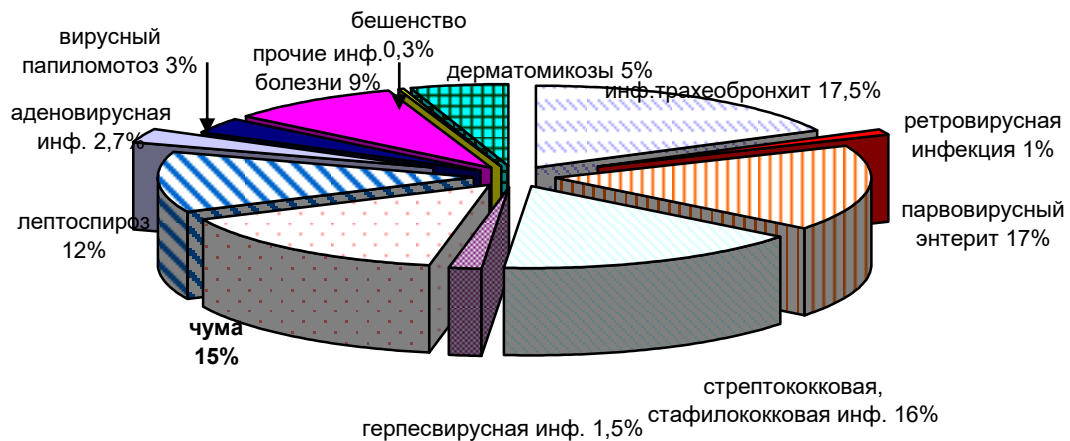 бешенство
0,3%
вирусный
папиломотоз 3%
прочие инф.
болезни 9%
дерматомикозы 5%
инф.трахеобронхит 17,5%
аденовирусная
инф. 2,7%
ретровирусная
инфекция 1%
лептоспироз
12%
парвовирусный
энтерит 17%
чума
15%
стрептококковая,
стафилококковая инф. 16%
герпесвирусная инф. 1,5%